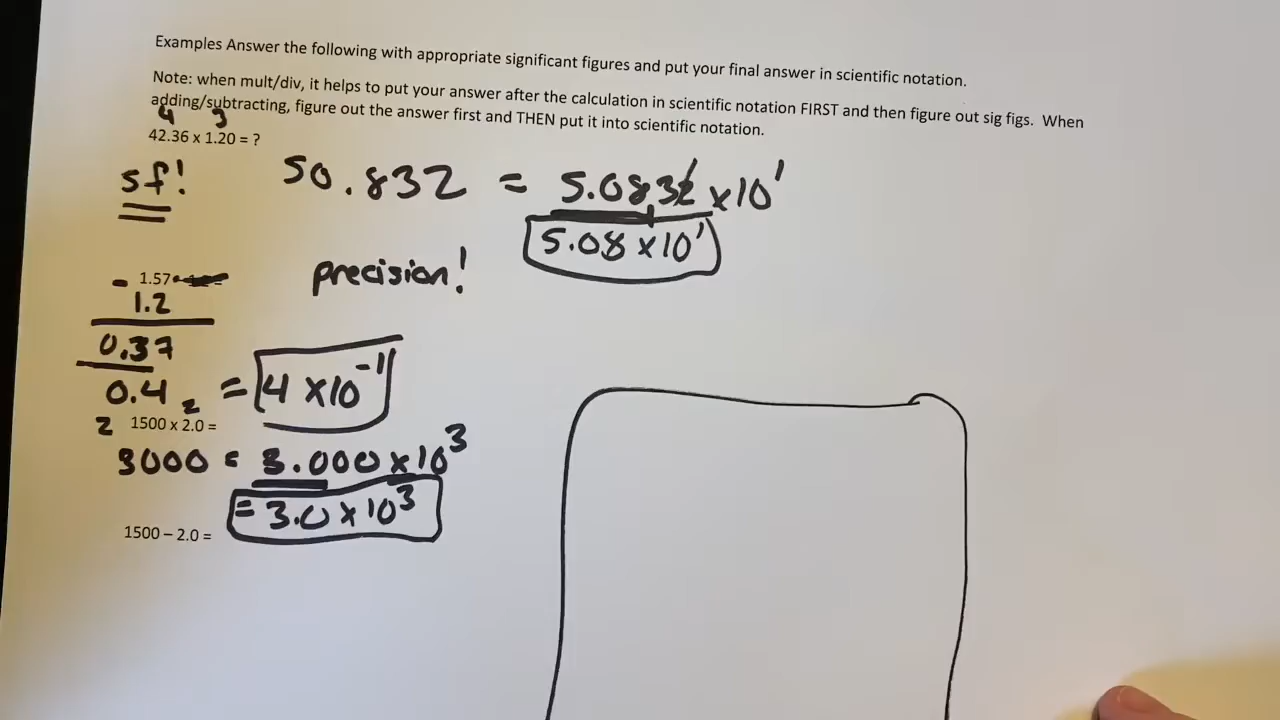 Examples Answer the following with appropriate significant figures and put your final answer in scientific notation.
Note: when mult/div, it helps to put your answer after the calculation in scientific notation FIRST and then figure out sig figs. When
adding/subtracting, figure out the answer first and THEN put it into scientific notation.
4 3
42.36 x 1.20 = ?
sf! 50.832 = 5.0832 x10¹
5.08 x10¹
precision!
- 1.57
1.2
0.37
0.4 = 4 x10⁻¹
2 2
1500 x 2.0 =
3000 = 3.000 x10³
= 3.0 x10³
1500 – 2.0 =